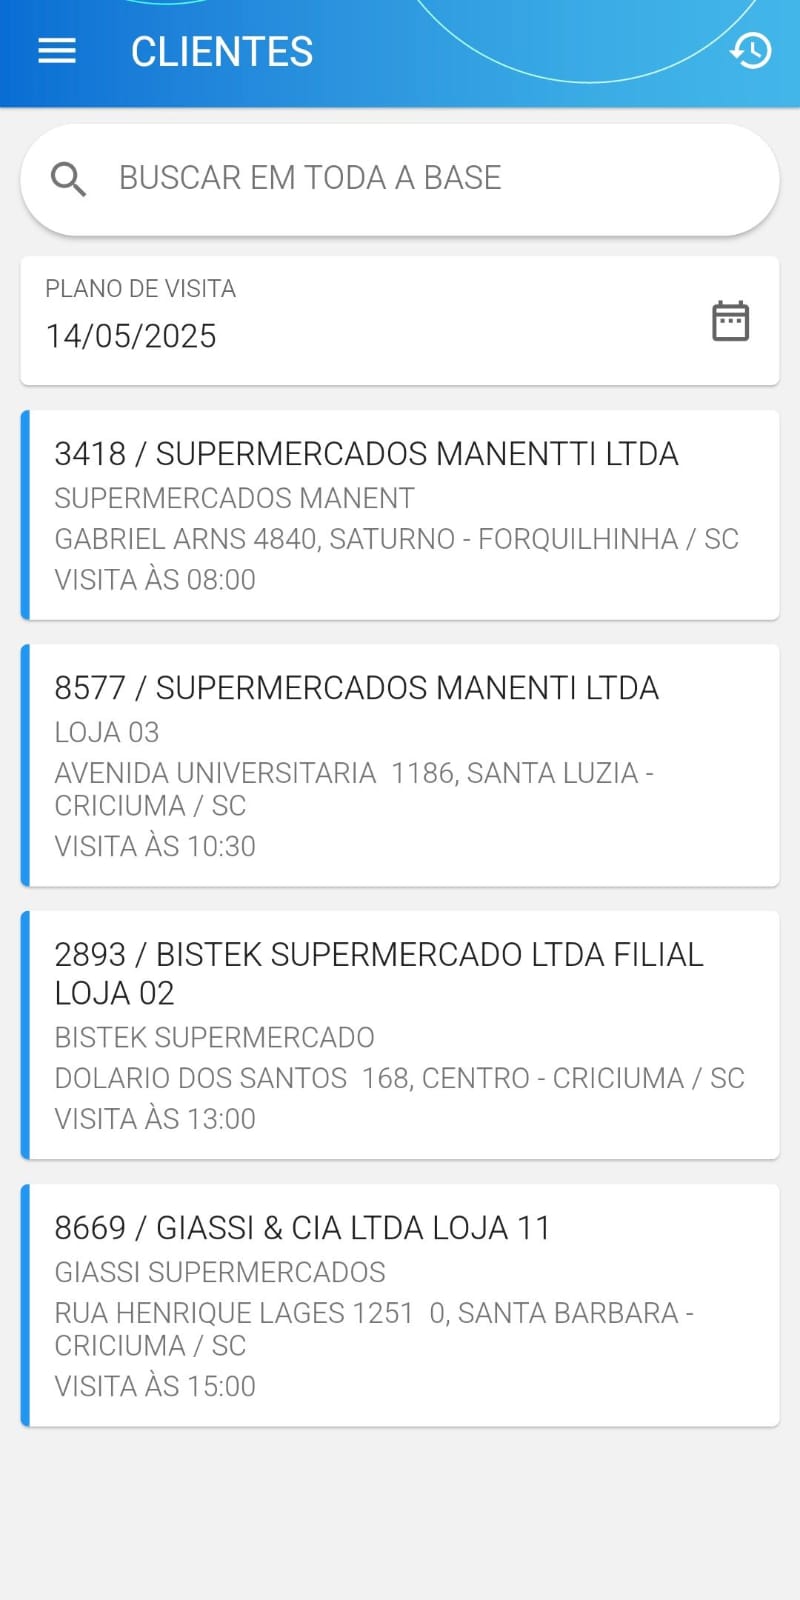 CLIENTES
BUSCAR EM TODA A BASE
PLANO DE VISITA
14/05/2025
3418 / SUPERMERCADOS MANENTTI LTDA
SUPERMERCADOS MANENT
GABRIEL ARNS 4840, SATURNO - FORQUILHINHA / SC
VISITA ÀS 08:00
8577 / SUPERMERCADOS MANENTI LTDA
LOJA 03
AVENIDA UNIVERSITARIA  1186, SANTA LUZIA -
CRICIUMA / SC
VISITA ÀS 10:30
2893 / BISTEK SUPERMERCADO LTDA FILIAL
LOJA 02
BISTEK SUPERMERCADO
DOLARIO DOS SANTOS  168, CENTRO - CRICIUMA / SC
VISITA ÀS 13:00
8669 / GIASSI & CIA LTDA LOJA 11
GIASSI SUPERMERCADOS
RUA HENRIQUE LAGES 1251  0, SANTA BARBARA -
CRICIUMA / SC
VISITA ÀS 15:00